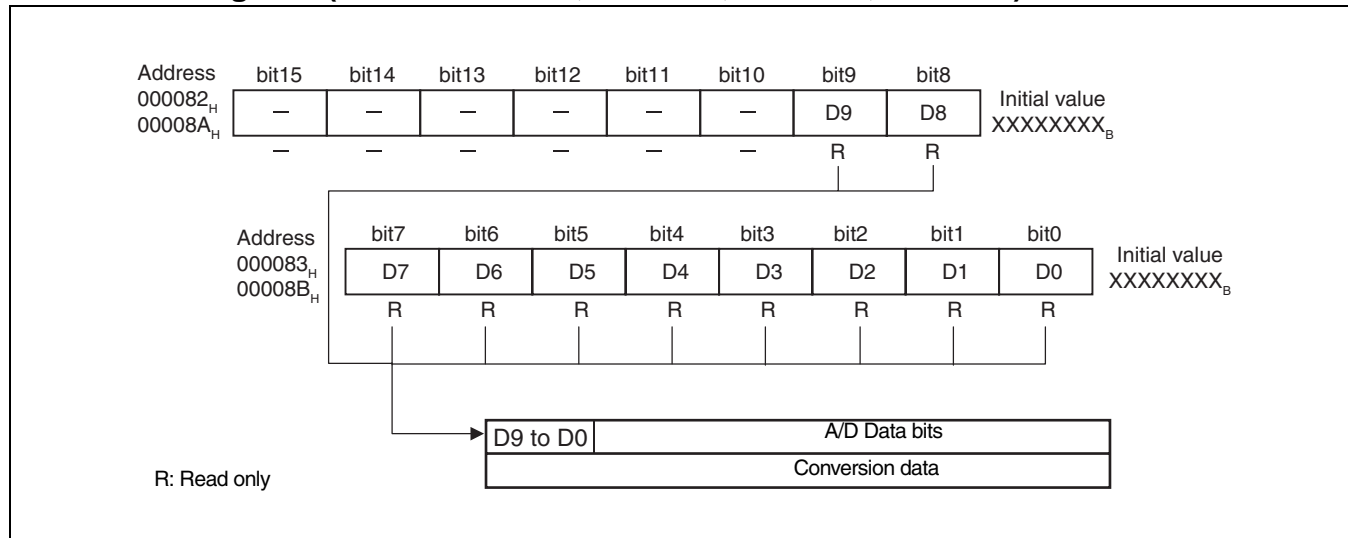 Address bit15 bit14 bit13 bit12 bit11 bit10 bit9 bit8
000082H – – – – – – D9 D8 Initial value
00008AH XXXXXXXXB
– – – – – – R R
Address bit7 bit6 bit5 bit4 bit3 bit2 bit1 bit0
000083H D7 D6 D5 D4 D3 D2 D1 D0 Initial value
00008BH XXXXXXXXB
R R R R R R R R
D9 to D0 A/D Data bits
Conversion data
R: Read only